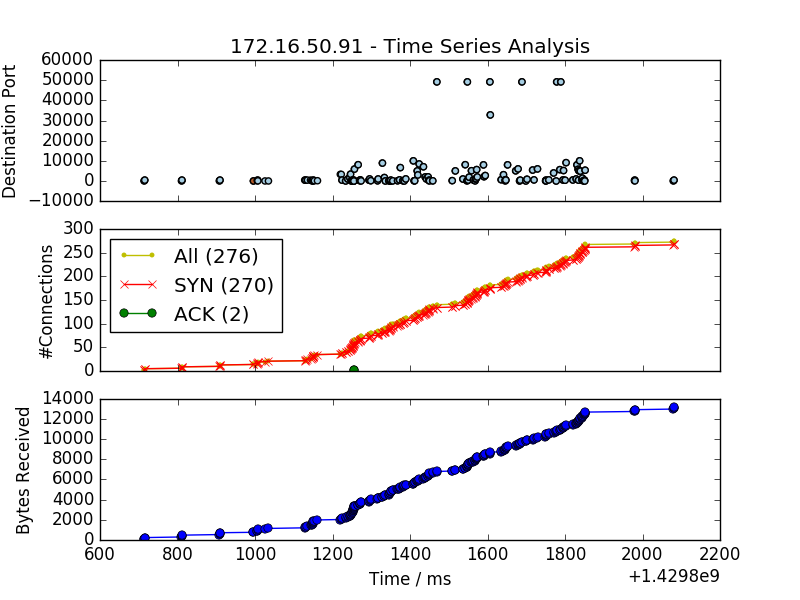 172.16.50.91 - Time Series Analysis
Destination Port
60000
50000
40000
30000
20000
10000
0
−10000
#Connections
300
250
200
150
100
50
0
All (276)
SYN (270)
ACK (2)
Bytes Received
14000
12000
10000
8000
6000
4000
2000
0
600 800 1000 1200 1400 1600 1800 2000 2200
Time / ms
+1.4298e9